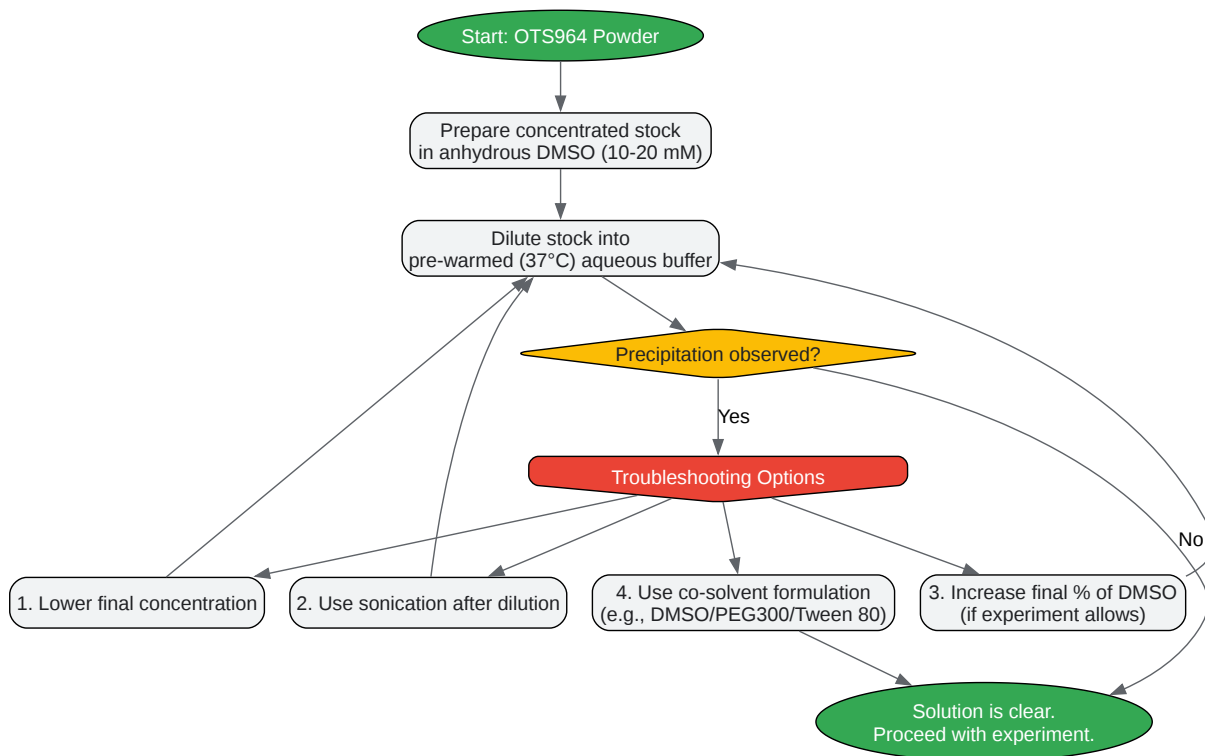 Start: OTS964 Powder
Prepare concentrated stock
in anhydrous DMSO (10-20 mM)
Dilute stock into
pre-warmed (37°C) aqueous buffer
Precipitation observed?
Yes
Troubleshooting Options
No
1. Lower final concentration
2. Use sonication after dilution
4. Use co-solvent formulation
(e.g., DMSO/PEG300/Tween 80)
3. Increase final % of DMSO
(if experiment allows)
Solution is clear.
Proceed with experiment.